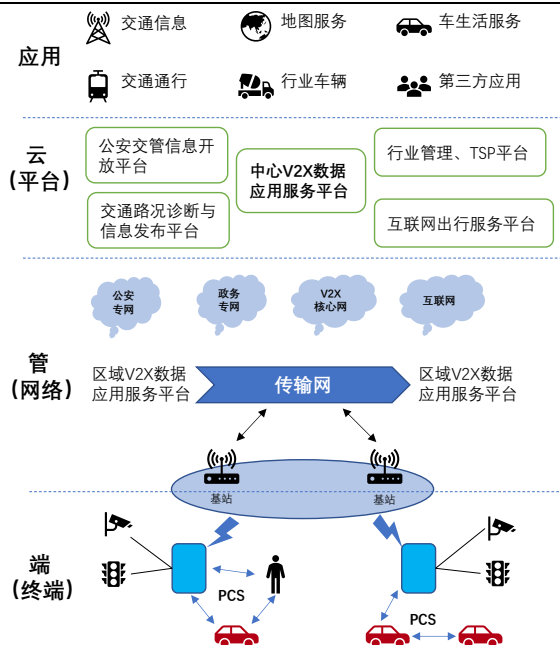 应用
交通信息
地图服务
车生活服务
交通通行
行业车辆
第三方应用
云
(平台)
公安交管信息开
放平台
中心V2X数据
应用服务平台
行业管理、TSP平台
交通路况诊断与
信息发布平台
互联网出行服务平台
公安
专网
政务
专网
V2X
核心网
互联网
管
(网络)
区域V2X数据
应用服务平台
传输网
区域V2X数据
应用服务平台
基站
基站
端
(终端)
PCS
PCS